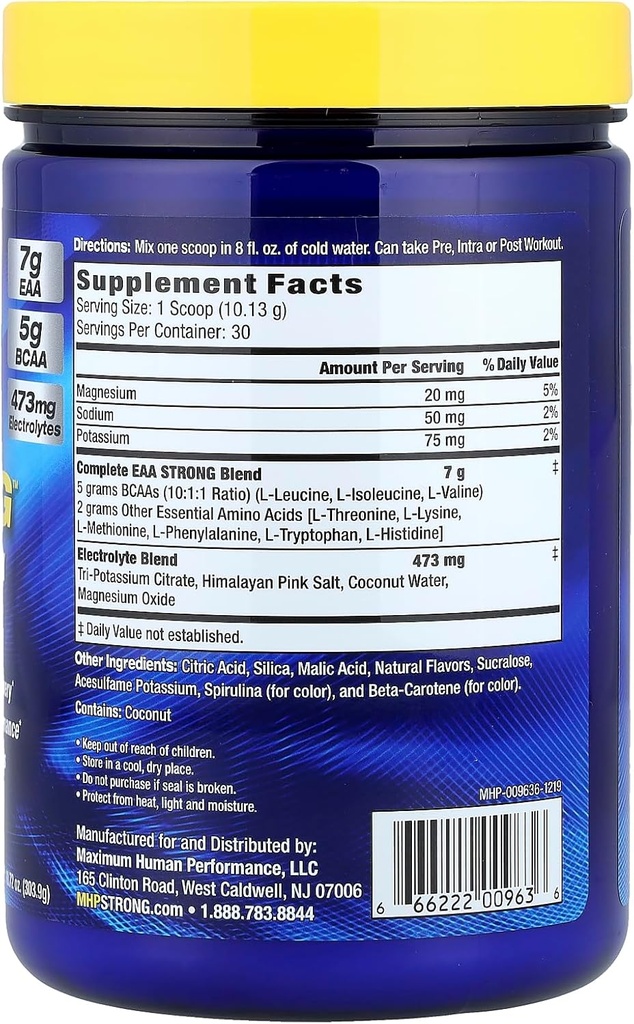 7g
EAA
5g
BCAA
473mg
Electrolytes
G™
Directions: Mix one scoop in 8 fl. oz. of cold water. Can take Pre, Intra or Post Workout.
Supplement Facts
Serving Size: 1 Scoop (10.13 g)
Servings Per Container: 30
Amount Per Serving % Daily Value
Magnesium 20 mg 5%
Sodium 50 mg 2%
Potassium 75 mg 2%
Complete EAA STRONG Blend 7 g ‡
5 grams BCAAs (10:1:1 Ratio) (L-Leucine, L-Isoleucine, L-Valine)
2 grams Other Essential Amino Acids [L-Threonine, L-Lysine,
L-Methionine, L-Phenylalanine, L-Tryptophan, L-Histidine]
Electrolyte Blend 473 mg ‡
Tri-Potassium Citrate, Himalayan Pink Salt, Coconut Water,
Magnesium Oxide
‡ Daily Value not established.
Other Ingredients: Citric Acid, Silica, Malic Acid, Natural Flavors, Sucralose,
Acesulfame Potassium, Spirulina (for color), and Beta-Carotene (for color).
Contains: Coconut
• Keep out of reach of children.
• Store in a cool, dry place.
• Do not purchase if seal is broken.
• Protect from heat, light and moisture.
MHP-009636-1219
Manufactured for and Distributed by:
Maximum Human Performance, LLC
165 Clinton Road, West Caldwell, NJ 07006
MHPSTRONG.com • 1.888.783.8844
(303.9g)
6 66222 00963 6